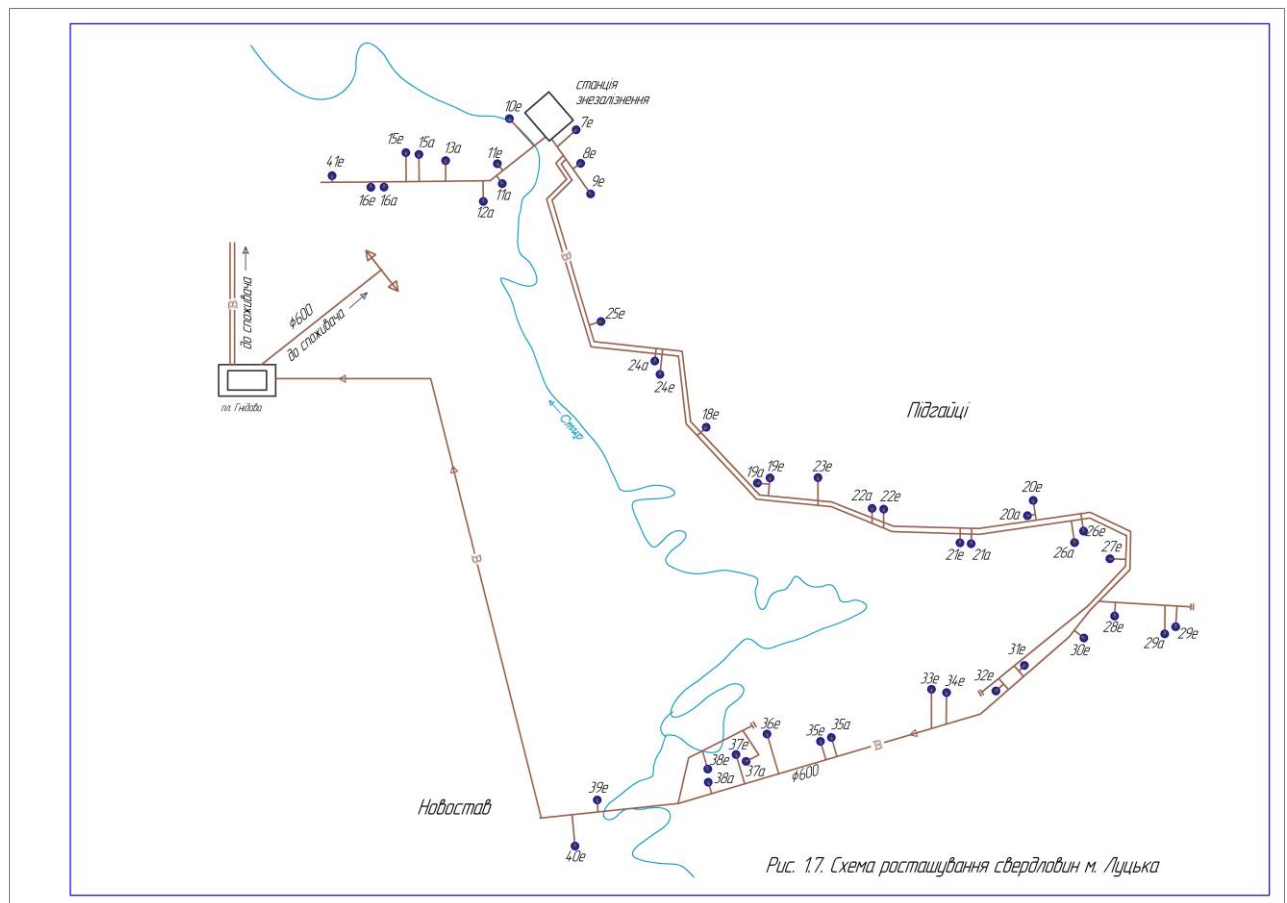 станція
знезалізнення
10е
7е
15е
15а
13а
11е
8е
41е
9е
16е
16а
11а
12а
В
до споживача
В
ф600
до споживача
25е
пл. Гнідава
24а
24е
Стир
18е
Підгайці
19а
19е
23е
22а
22е
20е
20а
26е
21е
21а
26а
27е
В
28е
29а
29е
30е
31е
32е
33е
34е
36е
35е
35а
В
37е
38е
37а
ф600
38а
39е
Новостав
40е
Рис. 1.7. Схема росташування свердловин м. Луцька